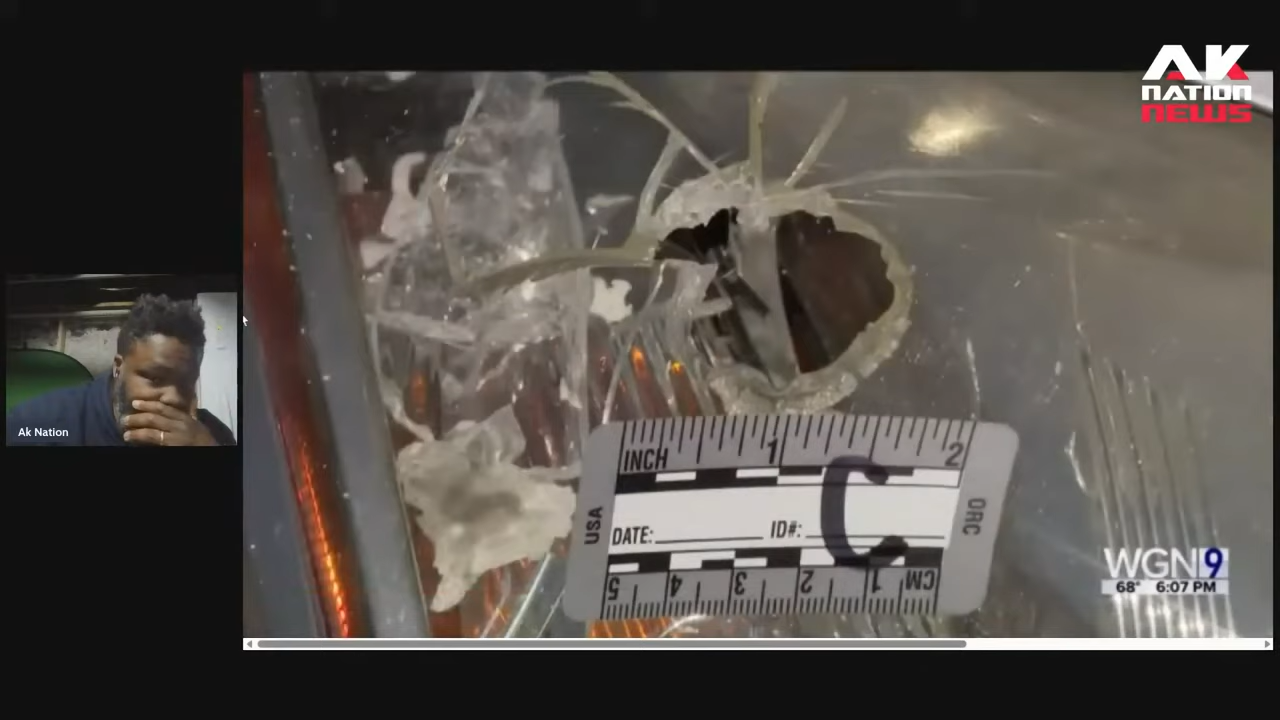 AK
NATION
NEWS
INCH
1
2
C
USA
DATE:
ID#:
ORC
5
4
3
2
1
CM
Ak Nation
WGN9
68° 6:07 PM